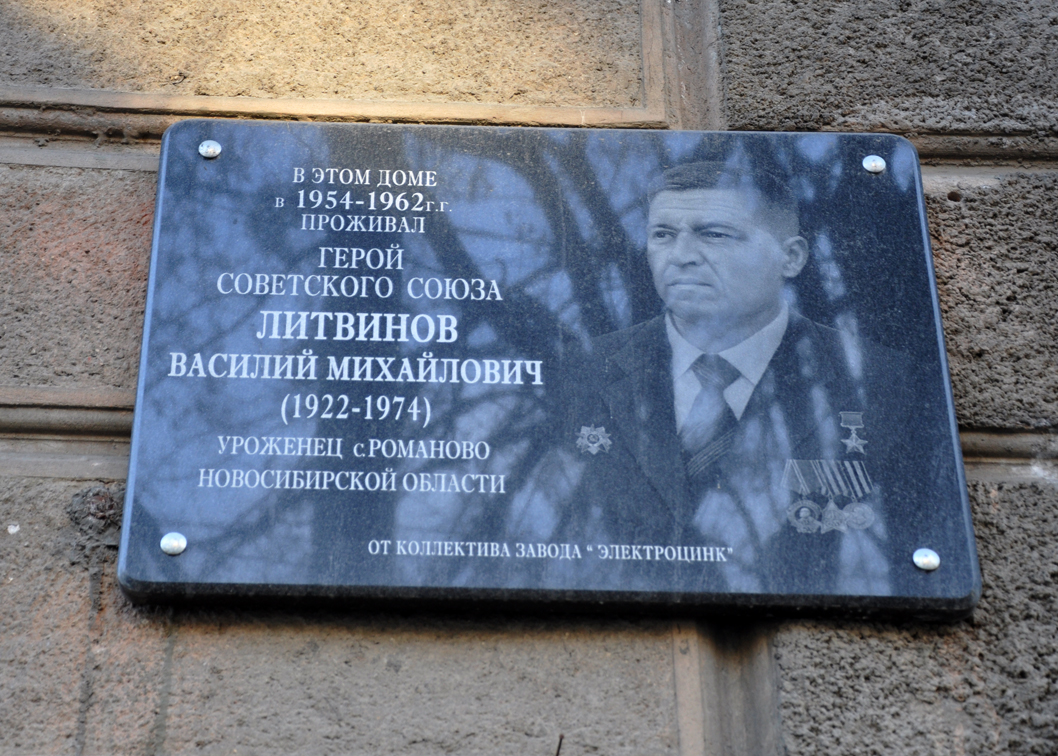 В ЭТОМ ДОМЕ
в 1954-1962г.г.
ПРОЖИВАЛ
ГЕРОЙ
СОВЕТСКОГО СОЮЗА
ЛИТВИНОВ
ВАСИЛИЙ МИХАЙЛОВИЧ
(1922-1974)
УРОЖЕНЕЦ с.РОМАНОВО
НОВОСИБИРСКОЙ ОБЛАСТИ
ОТ КОЛЛЕКТИВА ЗАВОДА "ЭЛЕКТРОЦИНК"